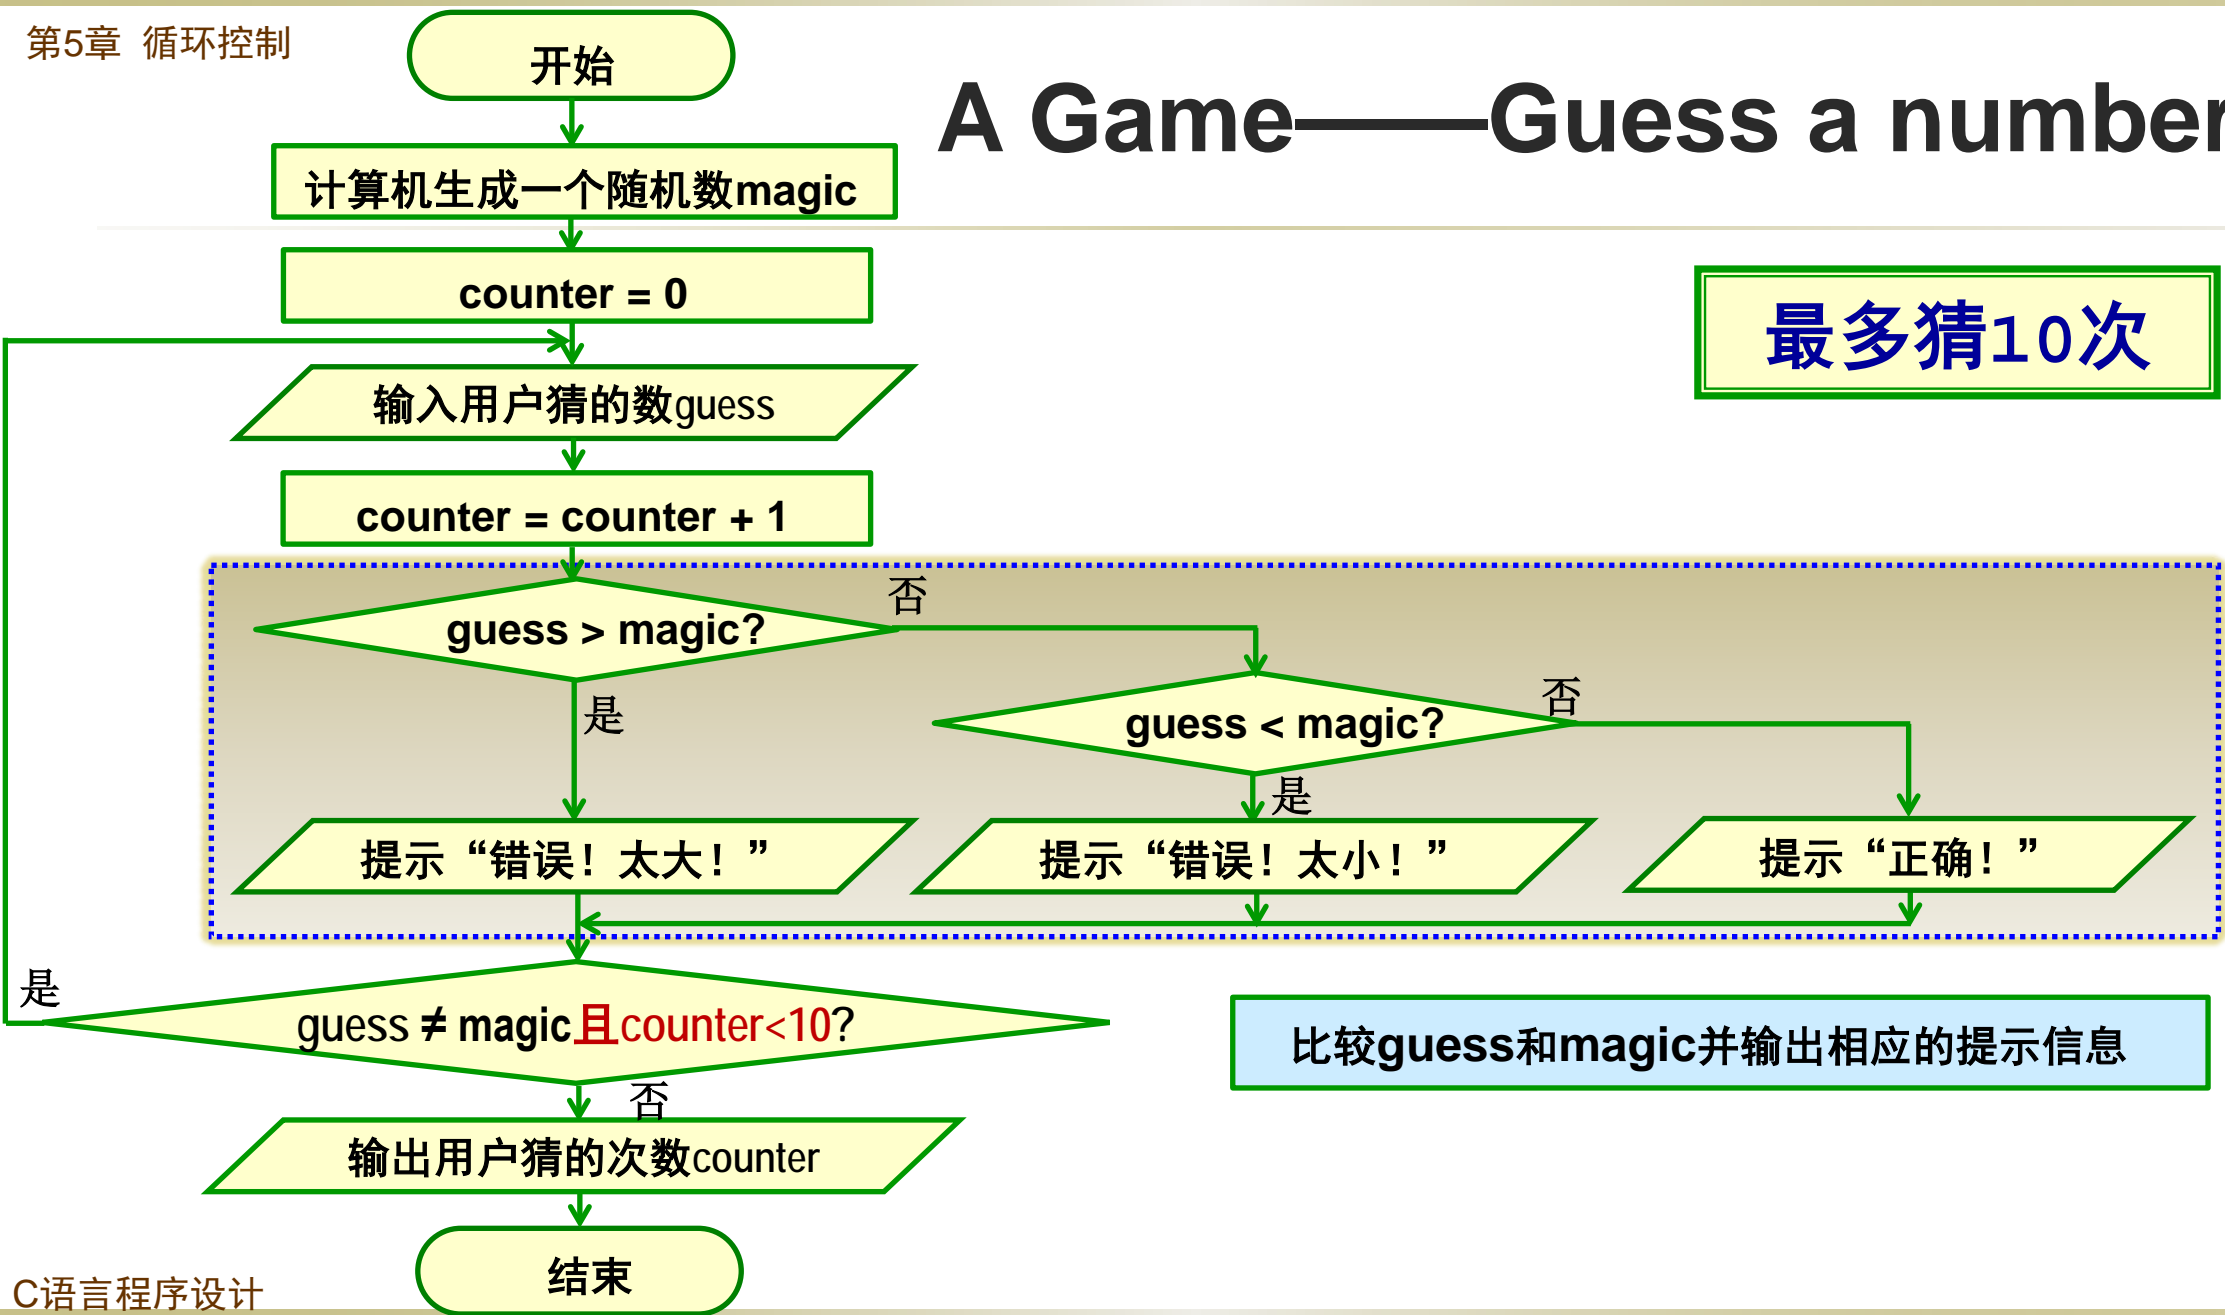 第5章 循环控制
A Game——Guess a number
开始
计算机生成一个随机数magic
counter = 0
最多猜10次
输入用户猜的数guess
counter = counter + 1
guess > magic?
否
是
guess < magic?
否
是
提示“错误！太大！”
提示“错误！太小！”
提示“正确！”
是
guess ≠ magic且counter<10?
否
比较guess和magic并输出相应的提示信息
输出用户猜的次数counter
结束
C语言程序设计